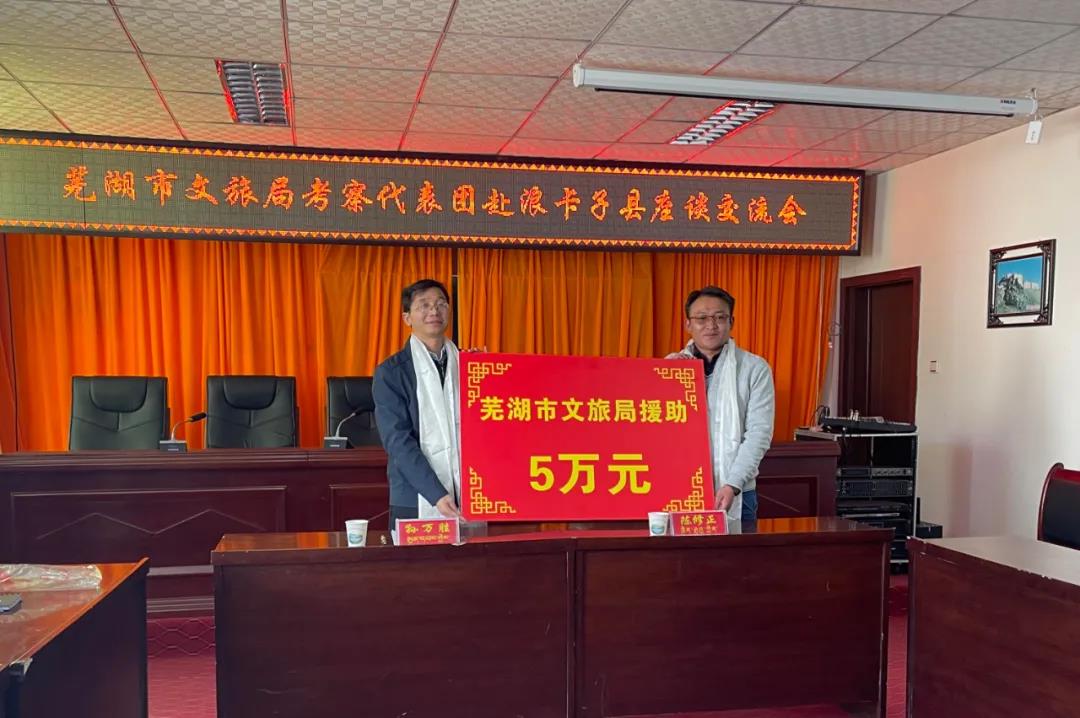 芜湖市文旅局考察代表团赴浪卡子县座谈交流会
芜湖市文旅局援助
5万元
孙万胜
陈修正